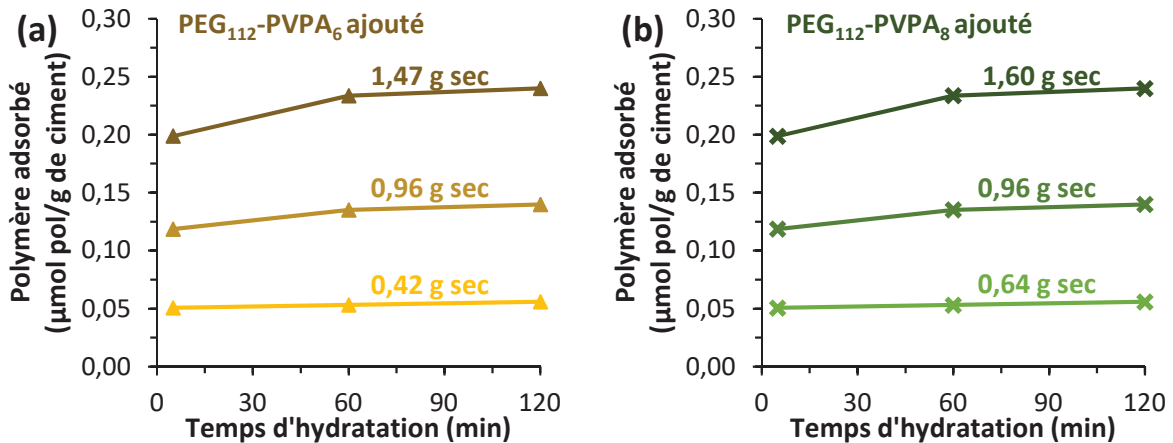 (a)
PEG₁₁₂-PVPA₆ ajouté
Polymère adsorbé
(µmol pol/g de ciment)
0,30
0,25
0,20
0,15
0,10
0,05
0,00
1,47 g sec
0,96 g sec
0,42 g sec
0
30
60
90
120
Temps d'hydratation (min)
(b)
PEG₁₁₂-PVPA₈ ajouté
Polymère adsorbé
(µmol pol/g de ciment)
0,30
0,25
0,20
0,15
0,10
0,05
0,00
1,60 g sec
0,96 g sec
0,64 g sec
0
30
60
90
120
Temps d'hydratation (min)